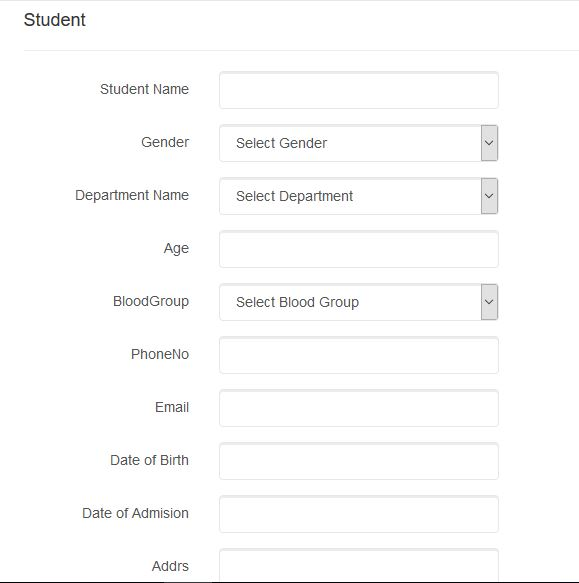 Student
Student Name
Gender Select Gender
Department Name Select Department
Age
BloodGroup Select Blood Group
PhoneNo
Email
Date of Birth
Date of Admision
Addrs